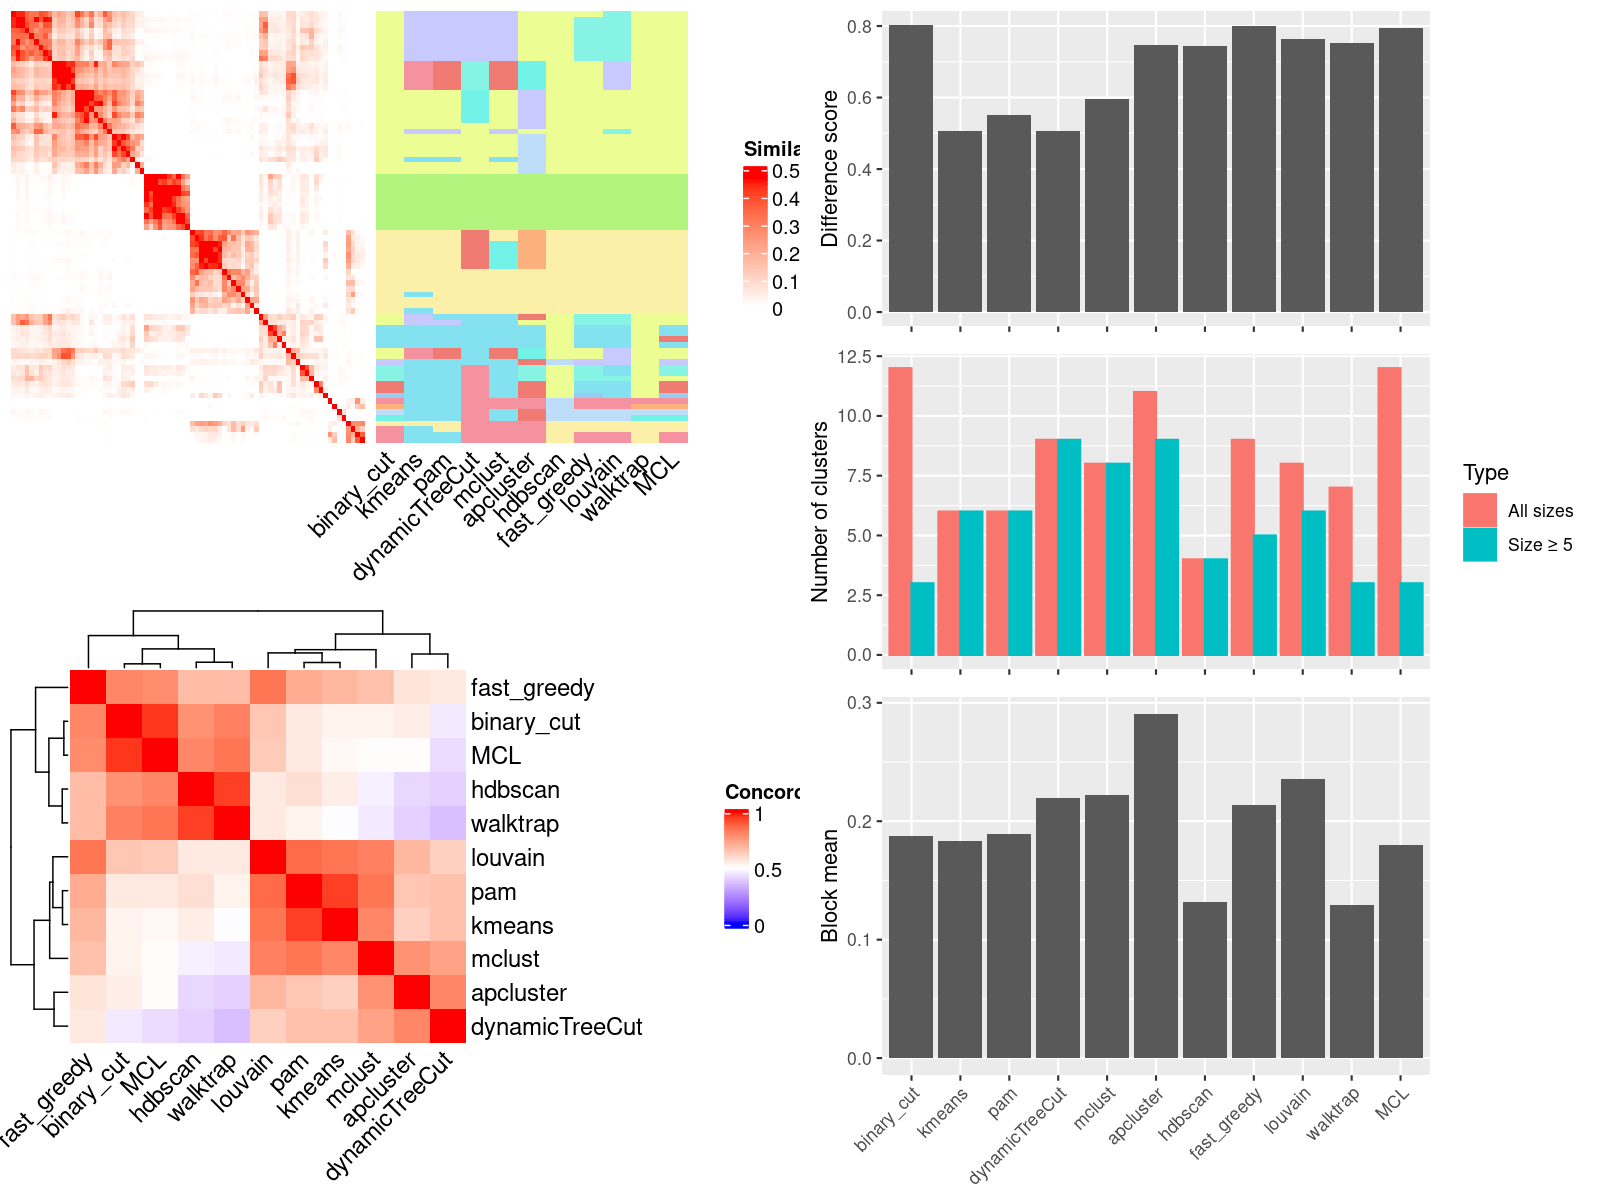 Simila
0.5
0.4
0.3
0.2
0.1
0
binary_cut
kmeans
pam
dynamicTreeCut
mclust
apcluster
hdbscan
fast_greedy
louvain
walktrap
MCL
Concord
1
0.5
0
fast_greedy
binary_cut
MCL
hdbscan
walktrap
louvain
pam
kmeans
mclust
apcluster
dynamicTreeCut
fast_greedy
binary_cut
MCL
hdbscan
walktrap
louvain
pam
kmeans
mclust
apcluster
dynamicTreeCut
Difference score
0.8
0.6
0.4
0.2
0.0
Number of clusters
12.5
10.0
7.5
5.0
2.5
0.0
Type
All sizes
Size ≥ 5
Block mean
0.3
0.2
0.1
0.0
binary_cut
kmeans
pam
dynamicTreeCut
mclust
apcluster
hdbscan
fast_greedy
louvain
walktrap
MCL